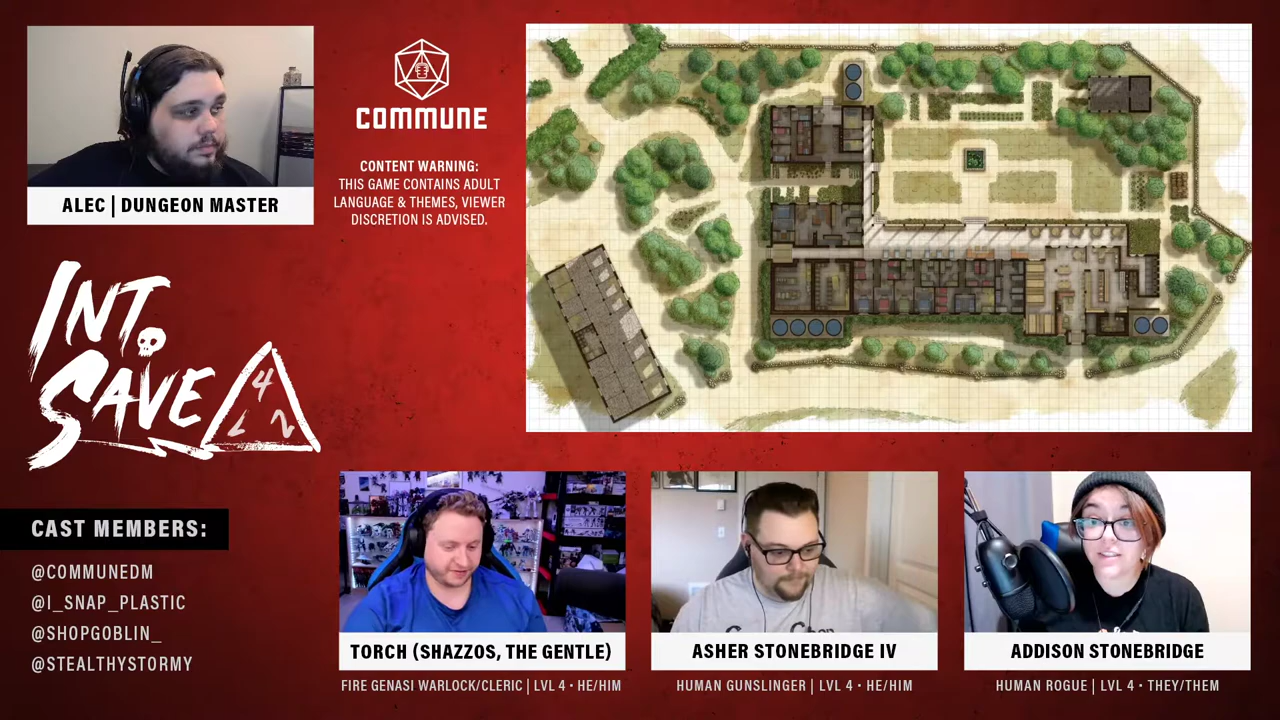 ALEC | DUNGEON MASTER
COMMUNE
CONTENT WARNING:
THIS GAME CONTAINS ADULT
LANGUAGE & THEMES, VIEWER
DISCRETION IS ADVISED.
INT.
SAVE
4
2
CAST MEMBERS:
@COMMUNEDM
@I_SNAP_PLASTIC
@SHOPGOBLIN_
@STEALTHYSTORMY
TORCH (SHAZZOS, THE GENTLE)
FIRE GENASI WARLOCK/CLERIC | LVL 4 • HE/HIM
ASHER STONEBRIDGE IV
HUMAN GUNSLINGER | LVL 4 • HE/HIM
ADDISON STONEBRIDGE
HUMAN ROGUE | LVL 4 • THEY/THEM